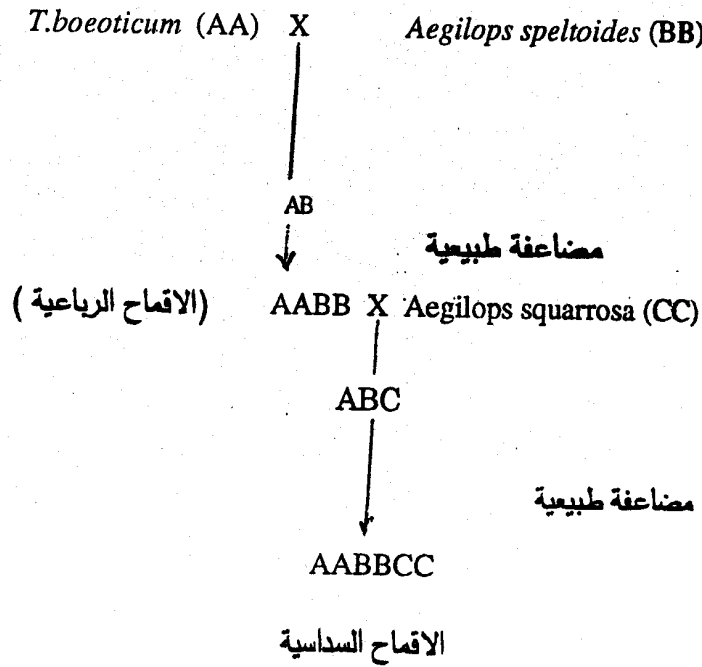 T.boeoticum (AA) X Aegilops speltoides (BB)
AB
مضاعفة طبيعية
(الاقماح الرباعية ) AABB X Aegilops squarrosa (CC)
ABC
مضاعفة طبيعية
AABBCC
الاقماح السداسية